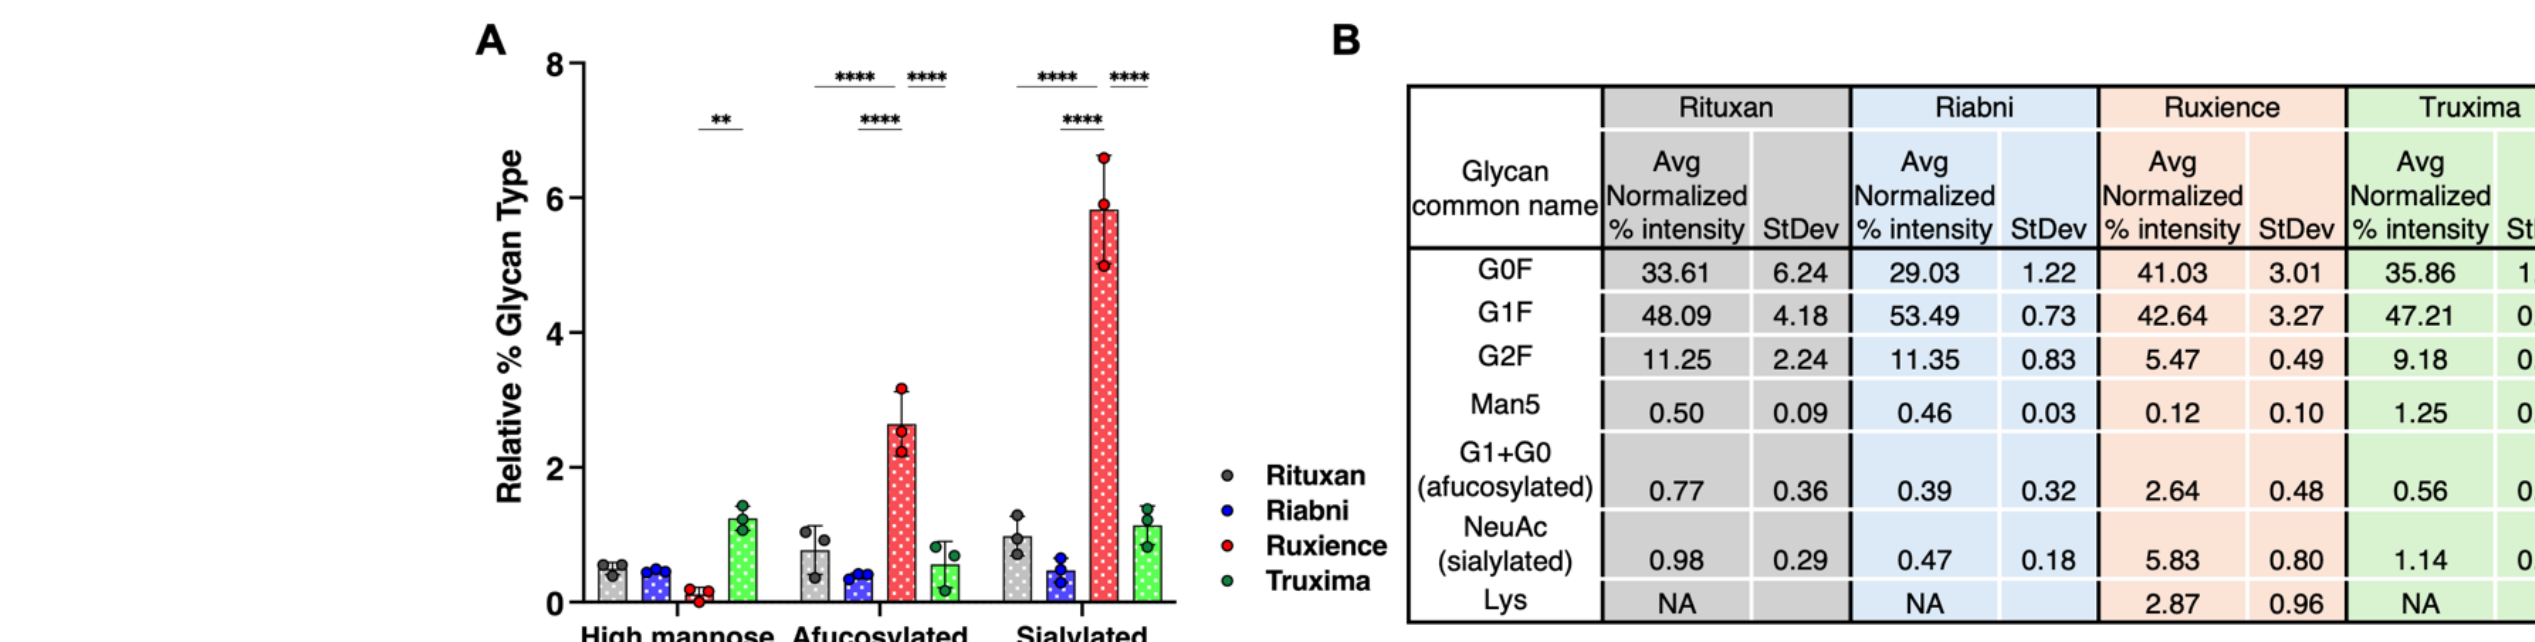 A
8
6
4
2
0
Relative % Glycan Type
**
**** ****
****
**** ****
****
High mannose Afucosylated Sialylated
Rituxan
Riabni
Ruxience
Truxima
B
Glycan common name
Rituxan Riabni Ruxience Truxima
Avg Normalized % intensity StDev Avg Normalized % intensity StDev Avg Normalized % intensity StDev Avg Normalized % intensity St
G0F 33.61 6.24 29.03 1.22 41.03 3.01 35.86 1
G1F 48.09 4.18 53.49 0.73 42.64 3.27 47.21 0
G2F 11.25 2.24 11.35 0.83 5.47 0.49 9.18 0
Man5 0.50 0.09 0.46 0.03 0.12 0.10 1.25 0
G1+G0 (afucosylated) 0.77 0.36 0.39 0.32 2.64 0.48 0.56 0
NeuAc (sialylated) 0.98 0.29 0.47 0.18 5.83 0.80 1.14 0
Lys NA NA 2.87 0.96 NA